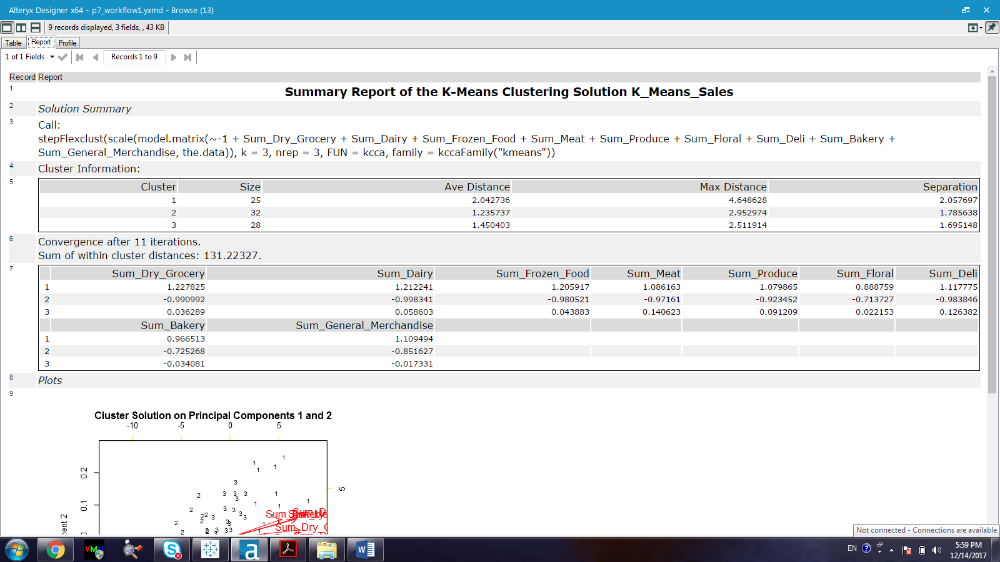 Alteryx Designer x64 - p7_workflow1.yxmd - Browse (13)
9 records displayed, 3 fields, , 43 KB
Table Report Profile
1 of 1 Fields Records 1 to 9
Record Report
1 Summary Report of the K-Means Clustering Solution K_Means_Sales
2 Solution Summary
3 Call:
stepFlexclust(scale(model.matrix(~-1 + Sum_Dry_Grocery + Sum_Dairy + Sum_Frozen_Food + Sum_Meat + Sum_Produce + Sum_Floral + Sum_Deli + Sum_Bakery +
Sum_General_Merchandise, the.data)), k = 3, nrep = 3, FUN = kcca, family = kccaFamily("kmeans"))
4 Cluster Information:
5 Cluster Size Ave Distance Max Distance Separation
1 25 2.042736 4.648628 2.057697
2 32 1.235737 2.952974 1.785638
3 28 1.450403 2.511914 1.695148
6 Convergence after 11 iterations.
Sum of within cluster distances: 131.22327.
7 Sum_Dry_Grocery Sum_Dairy Sum_Frozen_Food Sum_Meat Sum_Produce Sum_Floral Sum_Deli
1 1.227825 1.212241 1.205917 1.086163 1.079865 0.888759 1.117775
2 -0.990992 -0.998341 -0.980521 -0.97161 -0.923452 -0.713727 -0.983846
3 0.036289 0.058603 0.043883 0.140623 0.091209 0.022153 0.126382
Sum_Bakery Sum_General_Merchandise
1 0.966513 1.109494
2 -0.725268 -0.851627
3 -0.034081 -0.017331
8 Plots
9
Cluster Solution on Principal Components 1 and 2
-10 -5 0 5
0.2
5
0.1
Sum_Dry_
Not connected - Connections are available
EN 5:59 PM
12/14/2017